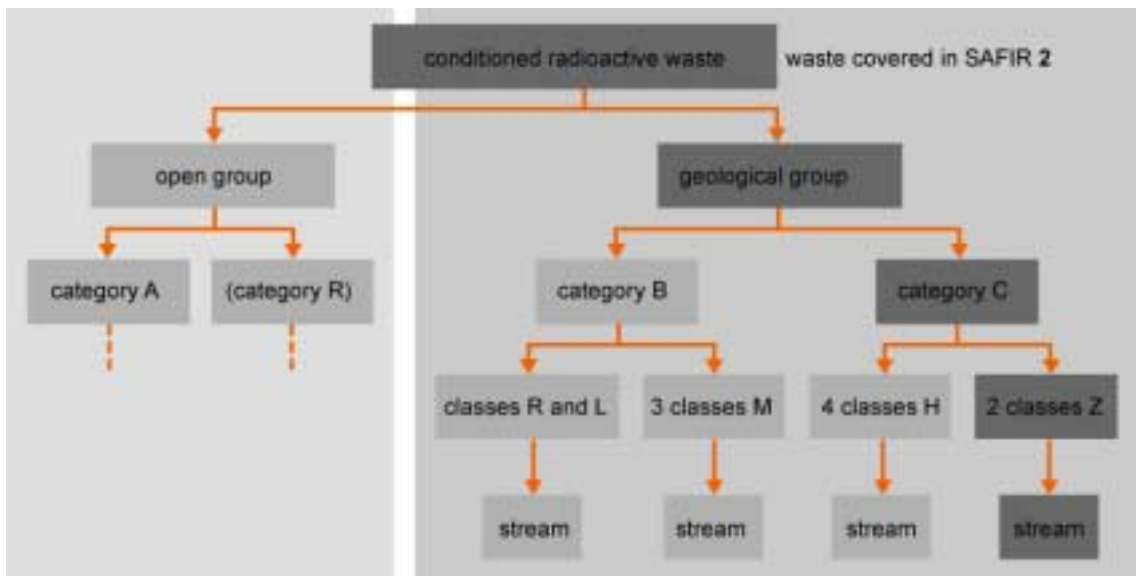 conditioned radioactive waste
waste covered in SAFIR 2
open group
geological group
category A
(category R)
category B
category C
classes R and L
3 classes M
4 classes H
2 classes Z
stream
stream
stream
stream